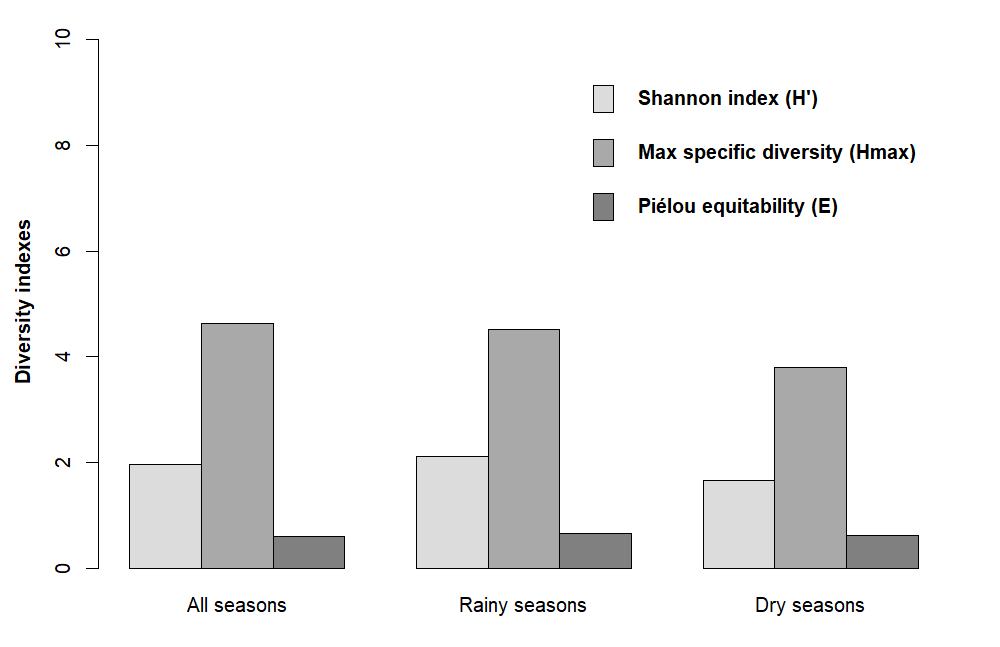 10
8
6
4
2
0
Diversity indexes
Shannon index (H')
Max specific diversity (Hmax)
Piélou equitability (E)
All seasons
Rainy seasons
Dry seasons